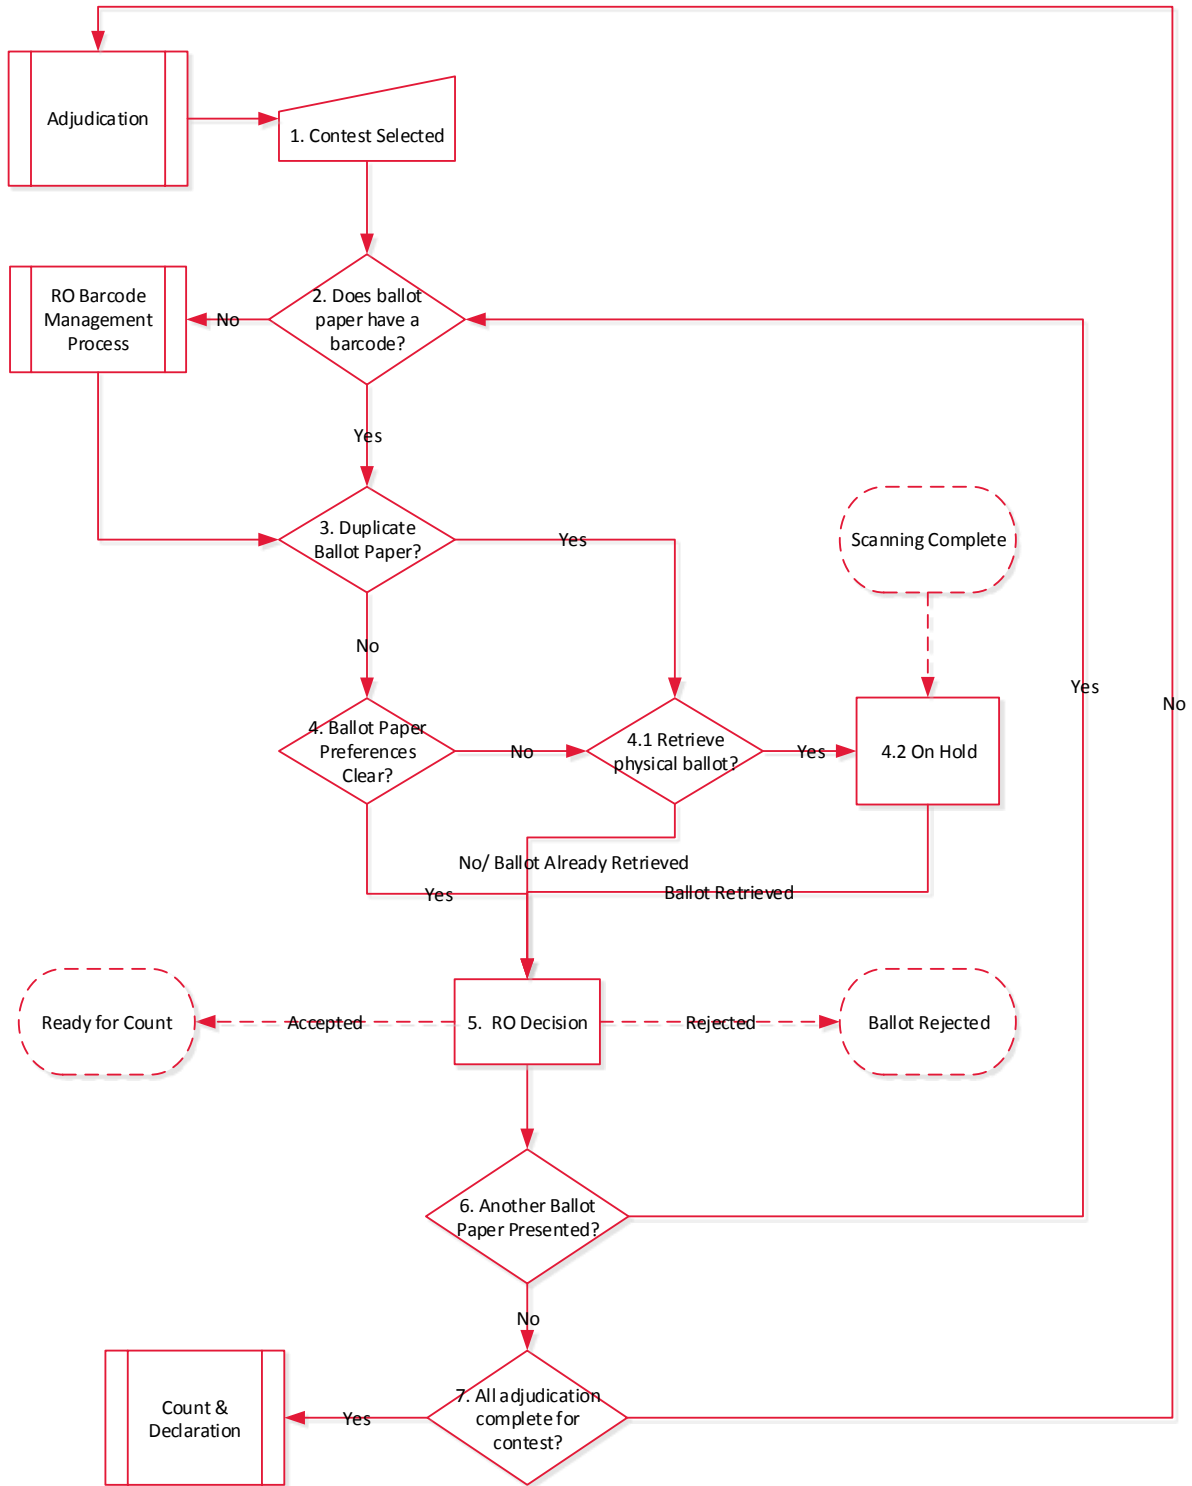 Adjudication
1. Contest Selected
RO Barcode
Management
Process
No
2. Does ballot
paper have a
barcode?
Yes
3. Duplicate
Ballot Paper?
Yes
Scanning Complete
No
4. Ballot Paper
Preferences
Clear?
No
4.1 Retrieve
physical ballot?
Yes
4.2 On Hold
Yes
No
No/ Ballot Already Retrieved
Yes
Ballot Retrieved
Ready for Count
Accepted
5. RO Decision
Rejected
Ballot Rejected
6. Another Ballot
Paper Presented?
No
Count &
Declaration
Yes
7. All adjudication
complete for
contest?